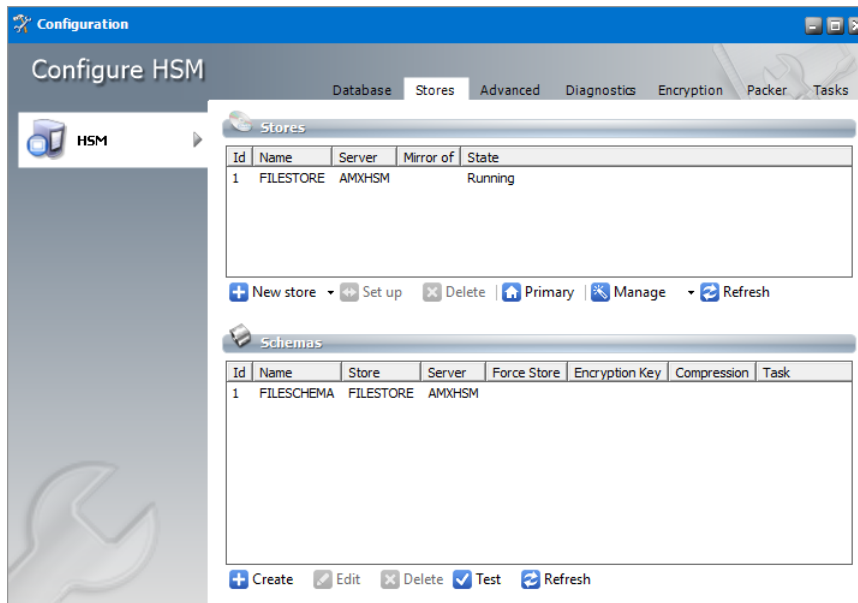 Configuration
Configure HSM
Database Stores Advanced Diagnostics Encryption Packer Tasks
HSM
Stores
Id Name Server Mirror of State
1 FILESTORE AMXHSM Running
New store Set up Delete Primary Manage Refresh
Schemas
Id Name Store Server Force Store Encryption Key Compression Task
1 FILESCHEMA FILESTORE AMXHSM
Create Edit Delete Test Refresh